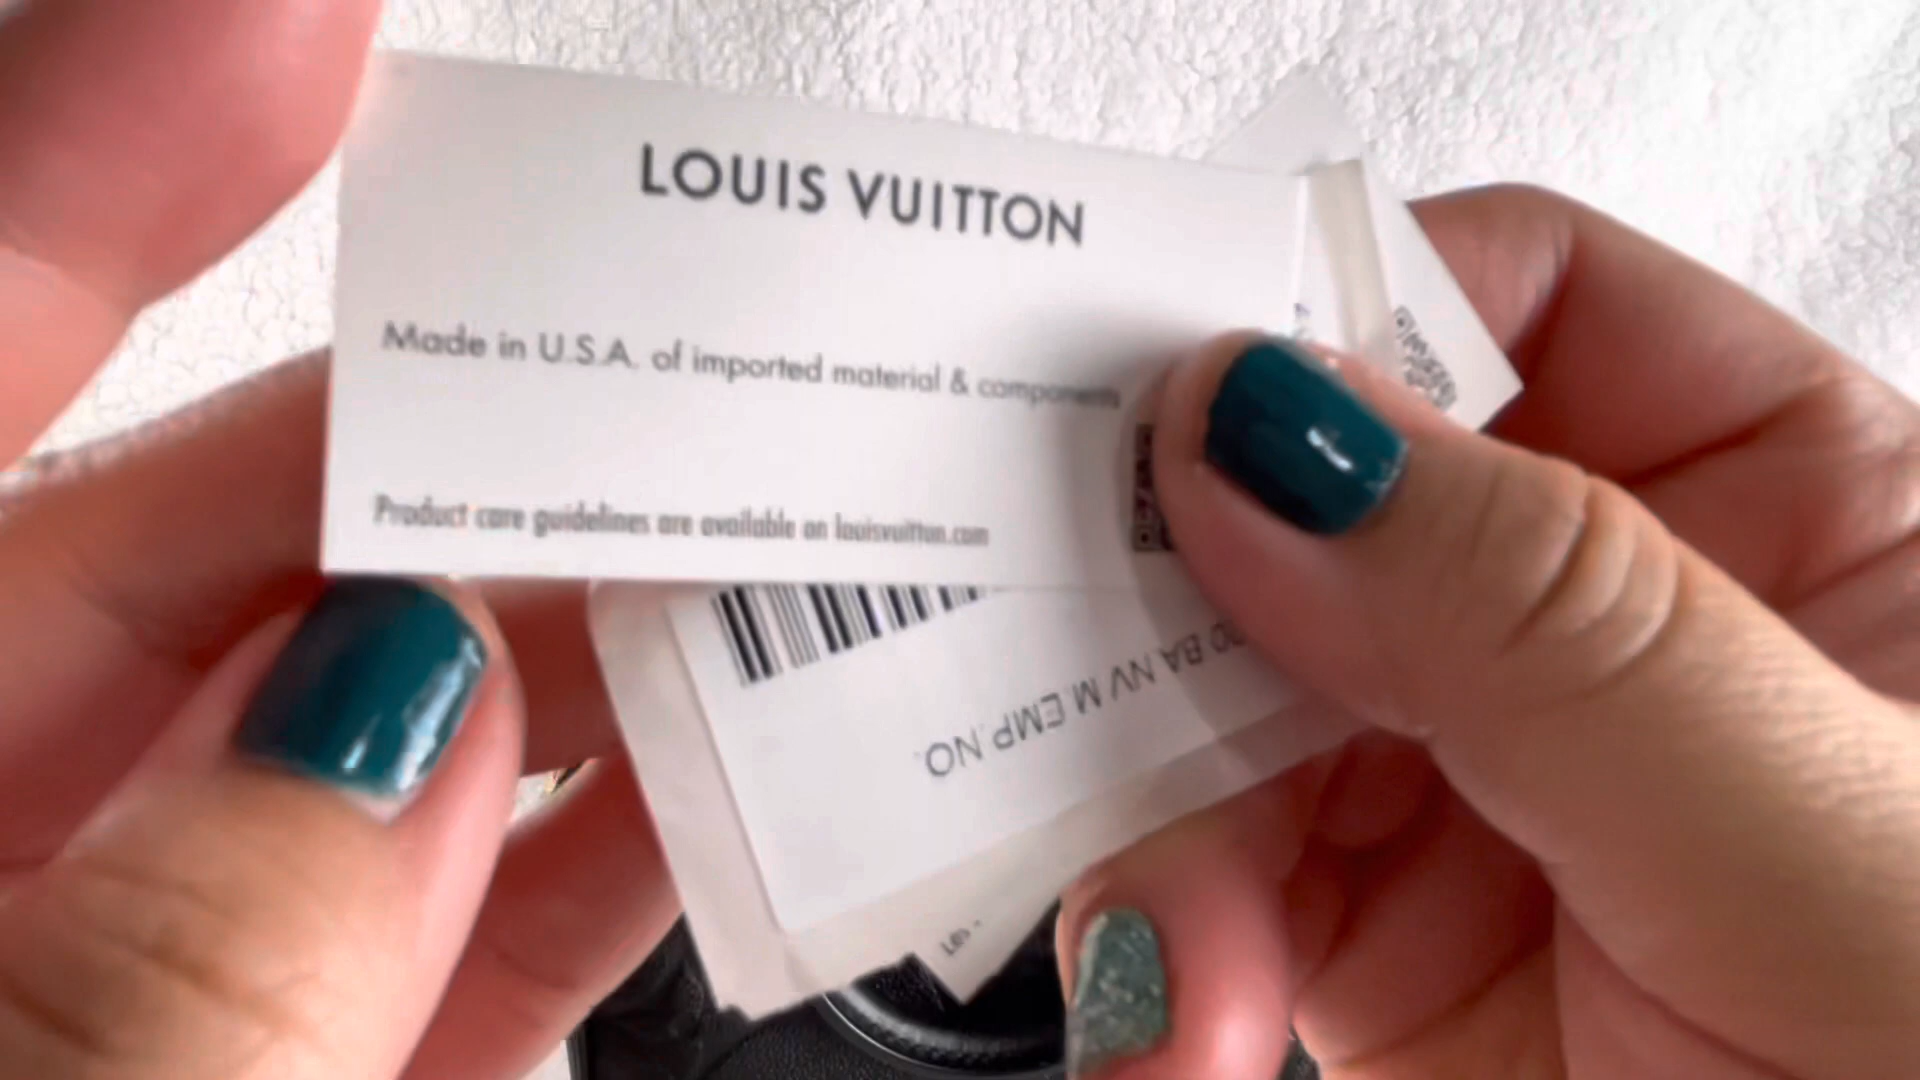 LOUIS VUITTON
Made in U.S.A. of imported material & components
Product care guidelines are available on louisvuitton.com
BA NV M EMP. NO.